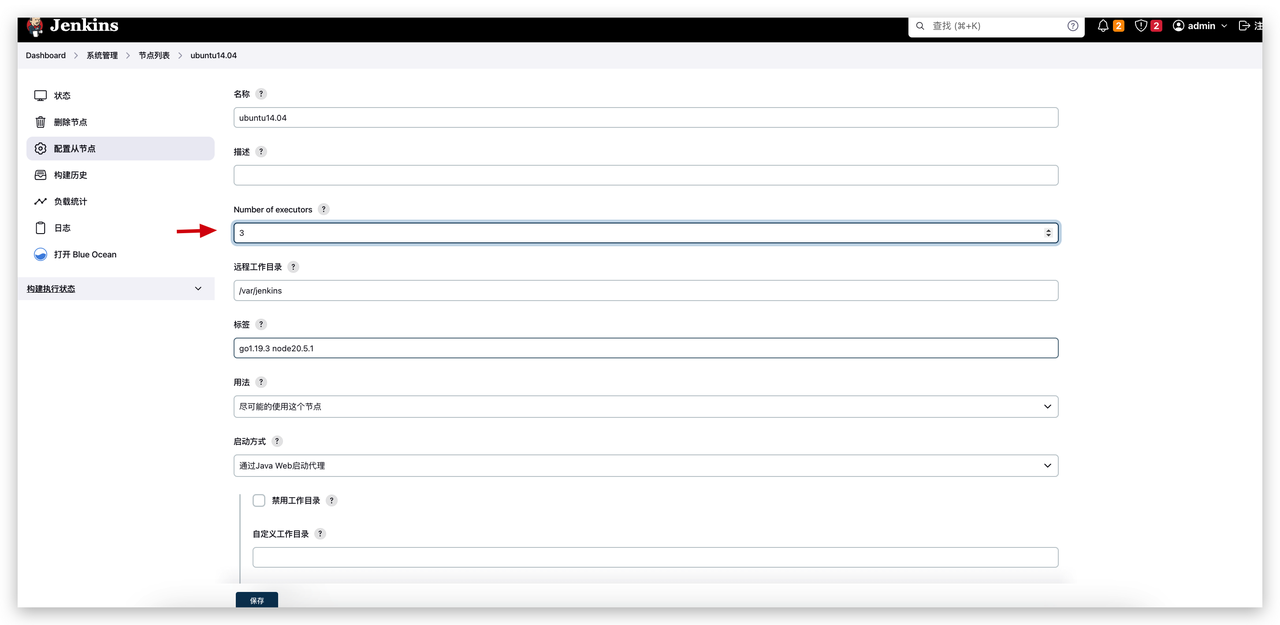 Jenkins
查找 (⌘+K)
2
2
admin
注
Dashboard
系统管理
节点列表
ubuntu14.04
状态
删除节点
配置从节点
构建历史
负载统计
日志
打开 Blue Ocean
构建执行状态
名称 ?
ubuntu14.04
描述 ?
Number of executors ?
3
远程工作目录 ?
/var/jenkins
标签 ?
go1.19.3 node20.5.1
用法 ?
尽可能的使用这个节点
启动方式 ?
通过Java Web启动代理
禁用工作目录 ?
自定义工作目录 ?
保存